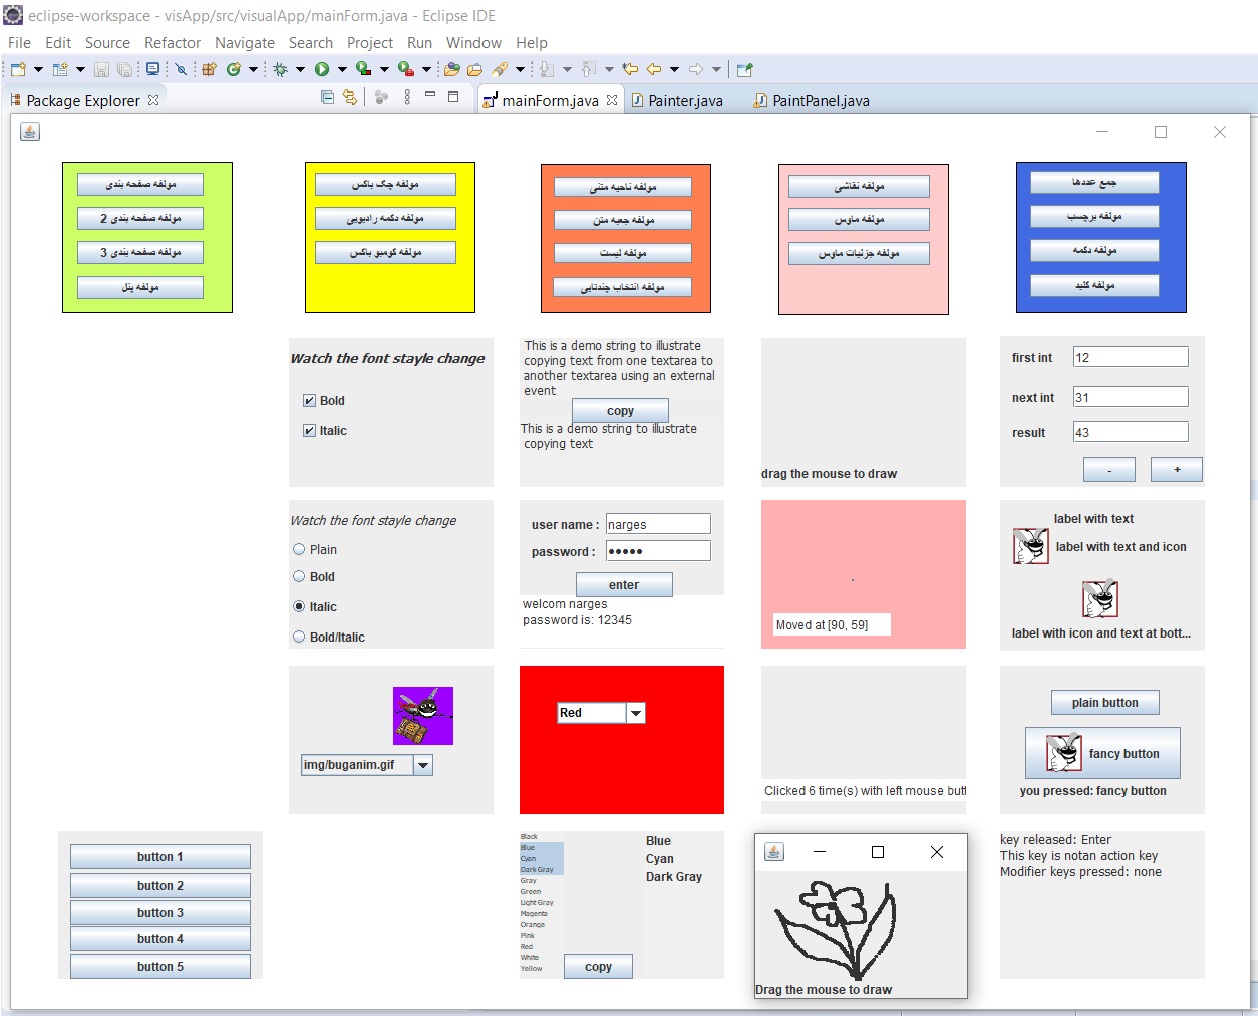 eclipse-workspace - visApp/src/visualApp/mainForm.java - Eclipse IDE
File Edit Source Refactor Navigate Search Project Run Window Help
Package Explorer
mainForm.java Painter.java PaintPanel.java
مولفه صفحه بندی
مولفه صفحه بندی 2
مولفه صفحه بندی 3
مولفه پنل
مولفه چک باکس
مولفه دکمه رادیویی
مولفه کومبو باکس
مولفه ناحیه متنی
مولفه جعبه متن
مولفه لیست
مولفه انتخاب چندتایی
مولفه نقاشی
مولفه ماوس
مولفه جزئیات ماوس
جمع عددها
مولفه برچسب
مولفه دکمه
مولفه کلید
Watch the font stayle change
Bold
Italic
This is a demo string to illustrate
copying text from one textarea to
another textarea using an external
event
copy
This is a demo string to illustrate
copying text
drag the mouse to draw
first int 12
next int 31
result 43
- +
Watch the font stayle change
Plain
Bold
Italic
Bold/Italic
user name : narges
password : •••••
enter
welcom narges
password is: 12345
Moved at [90, 59]
label with text
label with text and icon
label with icon and text at bott...
img/buganim.gif
Red
Clicked 6 time(s) with left mouse butt
plain button
fancy button
you pressed: fancy button
button 1
button 2
button 3
button 4
button 5
Black
Blue
Cyan
Dark Gray
Gray
Green
Light Gray
Magenta
Orange
Pink
Red
White
Yellow
copy
Blue
Cyan
Dark Gray
Drag the mouse to draw
key released: Enter
This key is notan action key
Modifier keys pressed: none